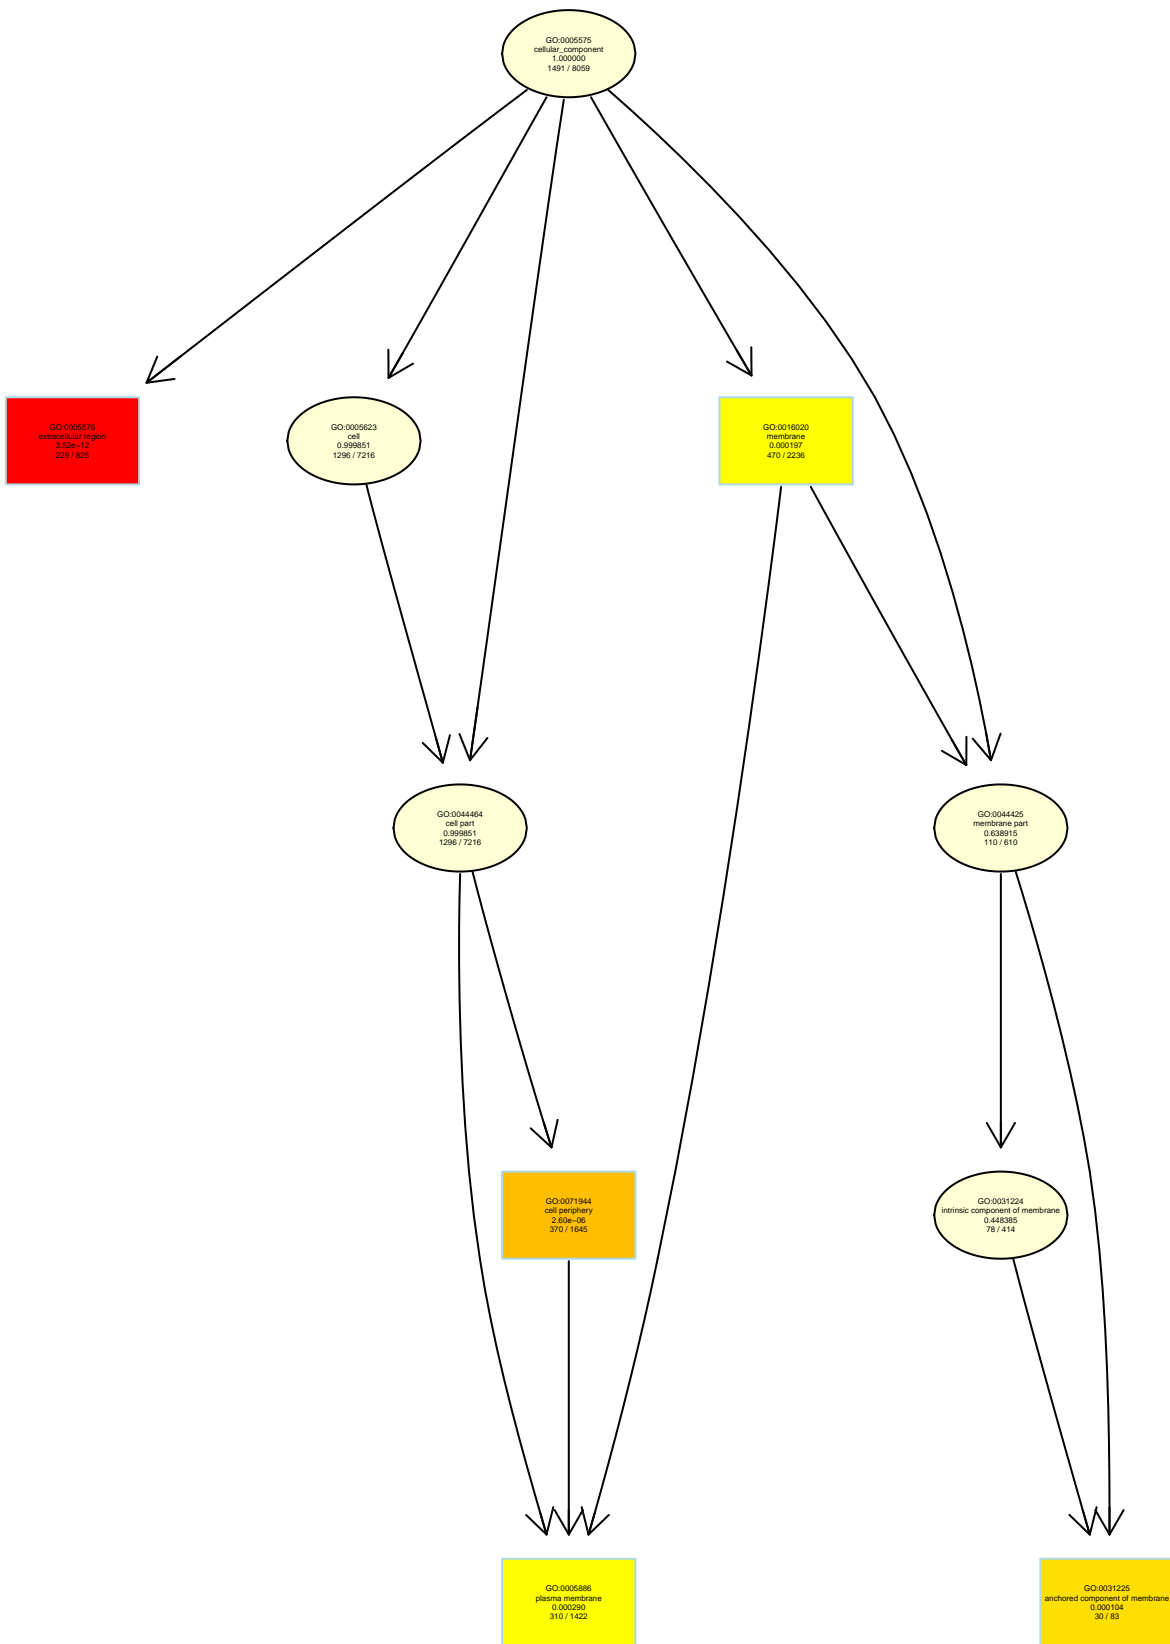 GO:0005575
cellular_component
1.000000
1491 / 8059
GO:0005576
extracellular region
3.52e−12
229 / 825
GO:0005623
cell
0.999851
1296 / 7216
GO:0016020
membrane
0.000197
470 / 2236
GO:0044464
cell part
0.999851
1296 / 7216
GO:0044425
membrane part
0.638915
110 / 610
GO:0071944
cell periphery
2.60e−06
370 / 1645
GO:0031224
intrinsic component of membrane
0.448385
78 / 414
GO:0005886
plasma membrane
0.000290
310 / 1422
GO:0031225
anchored component of membrane
0.000104
30 / 83